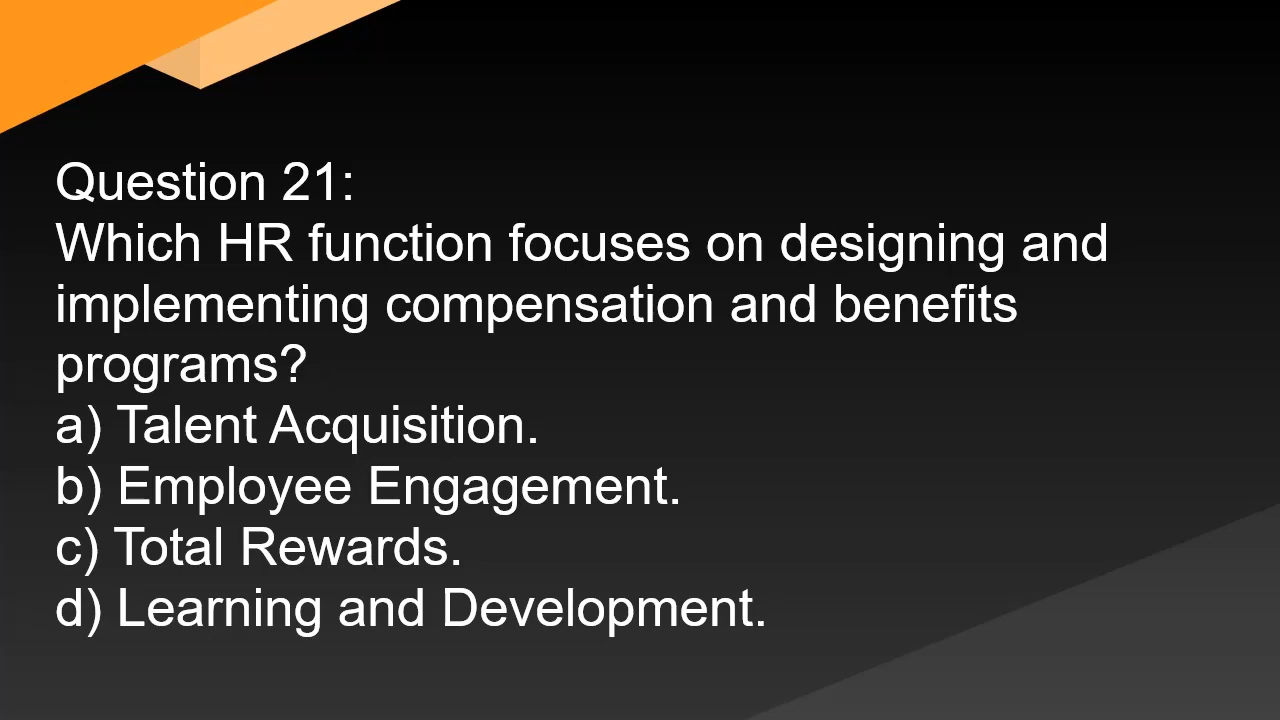 Question 21:
Which HR function focuses on designing and
implementing compensation and benefits
programs?
a) Talent Acquisition.
b) Employee Engagement.
c) Total Rewards.
d) Learning and Development.